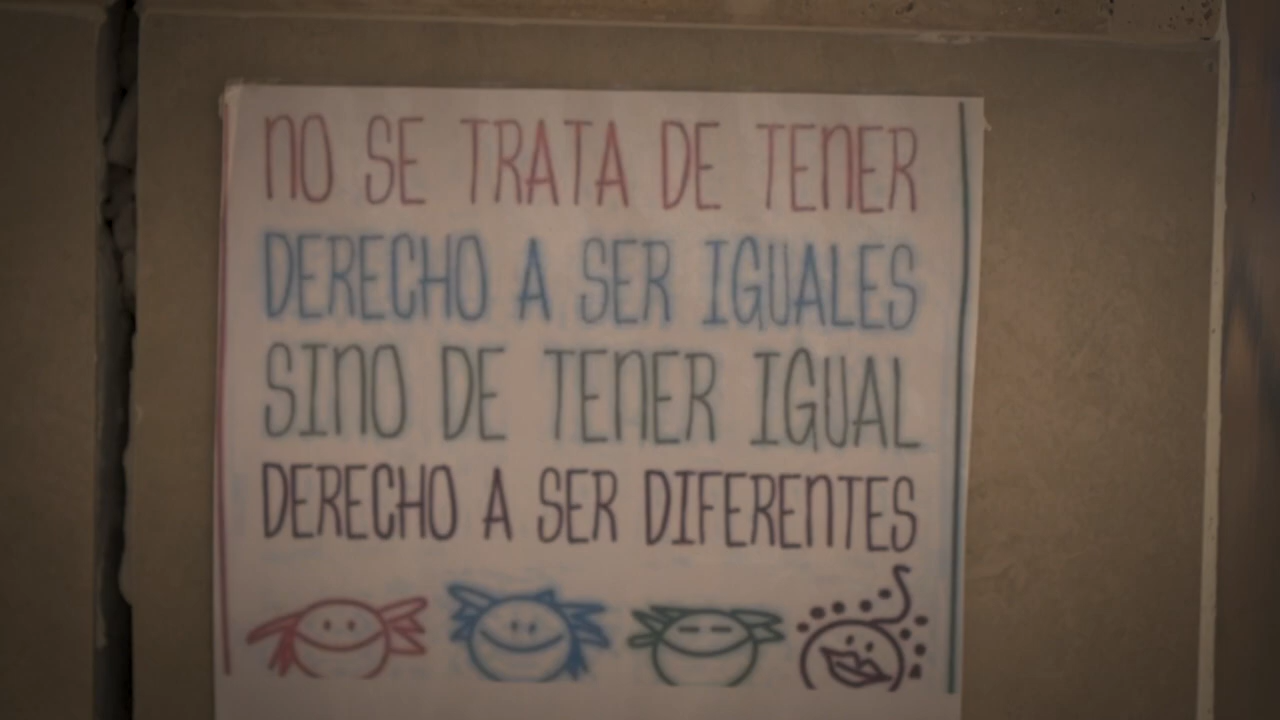 NO SE TRATA DE TENER
DERECHO A SER IGUALES
SINO DE TENER IGUAL
DERECHO A SER DIFERENTES